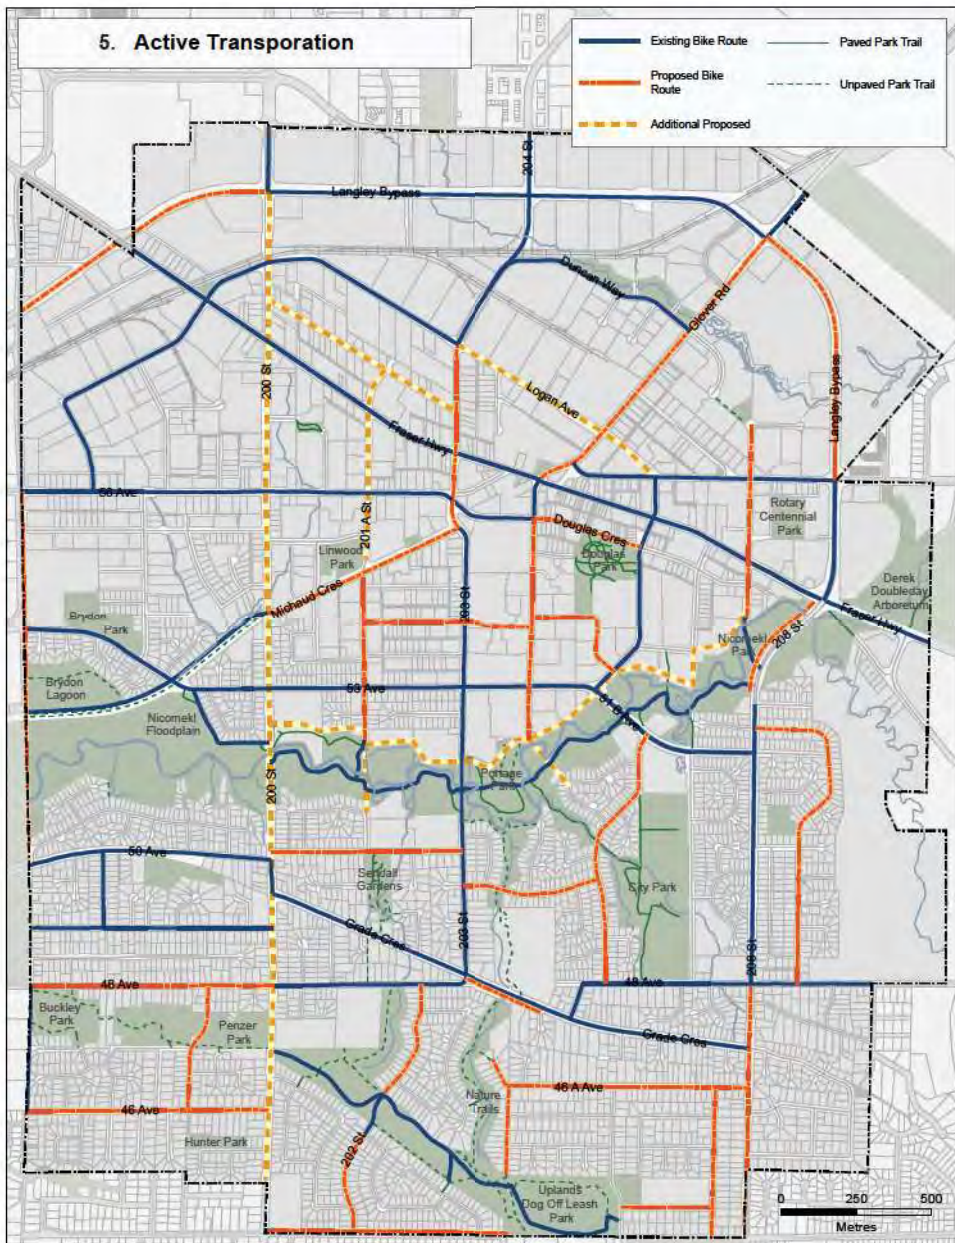 5. Active Transporation
Existing Bike Route
Paved Park Trail
Proposed Bike
Route
Unpaved Park Trail
Additional Proposed
204 St
Langley Bypass
Duncan Way
Glover Rd
200 St
Logan Ave
Langley Bypass
Fraser Hwy
56 Ave
201 A St
Rotary
Centennial
Park
Douglas Cres
Douglas
Park
Linwood
Park
Michaud Cres
203 St
Derek
Doubleday
Arboretum
Fraser Hwy
Brydon
Park
208 St
Nicomekl
Park
Brydon
Lagoon
53 Ave
51 B Ave
Nicomekl
Floodplain
200 St
Portage
Park
50 Ave
Sendall
Gardens
City Park
Grade Cres
203 St
208 St
48 Ave
48 Ave
Buckley
Park
Penzer
Park
Grade Cres
46 A Ave
Nature
Trails
46 Ave
Hunter Park
202 St
Uplands
Dog Off Leash
Park
0 250 500
Metres